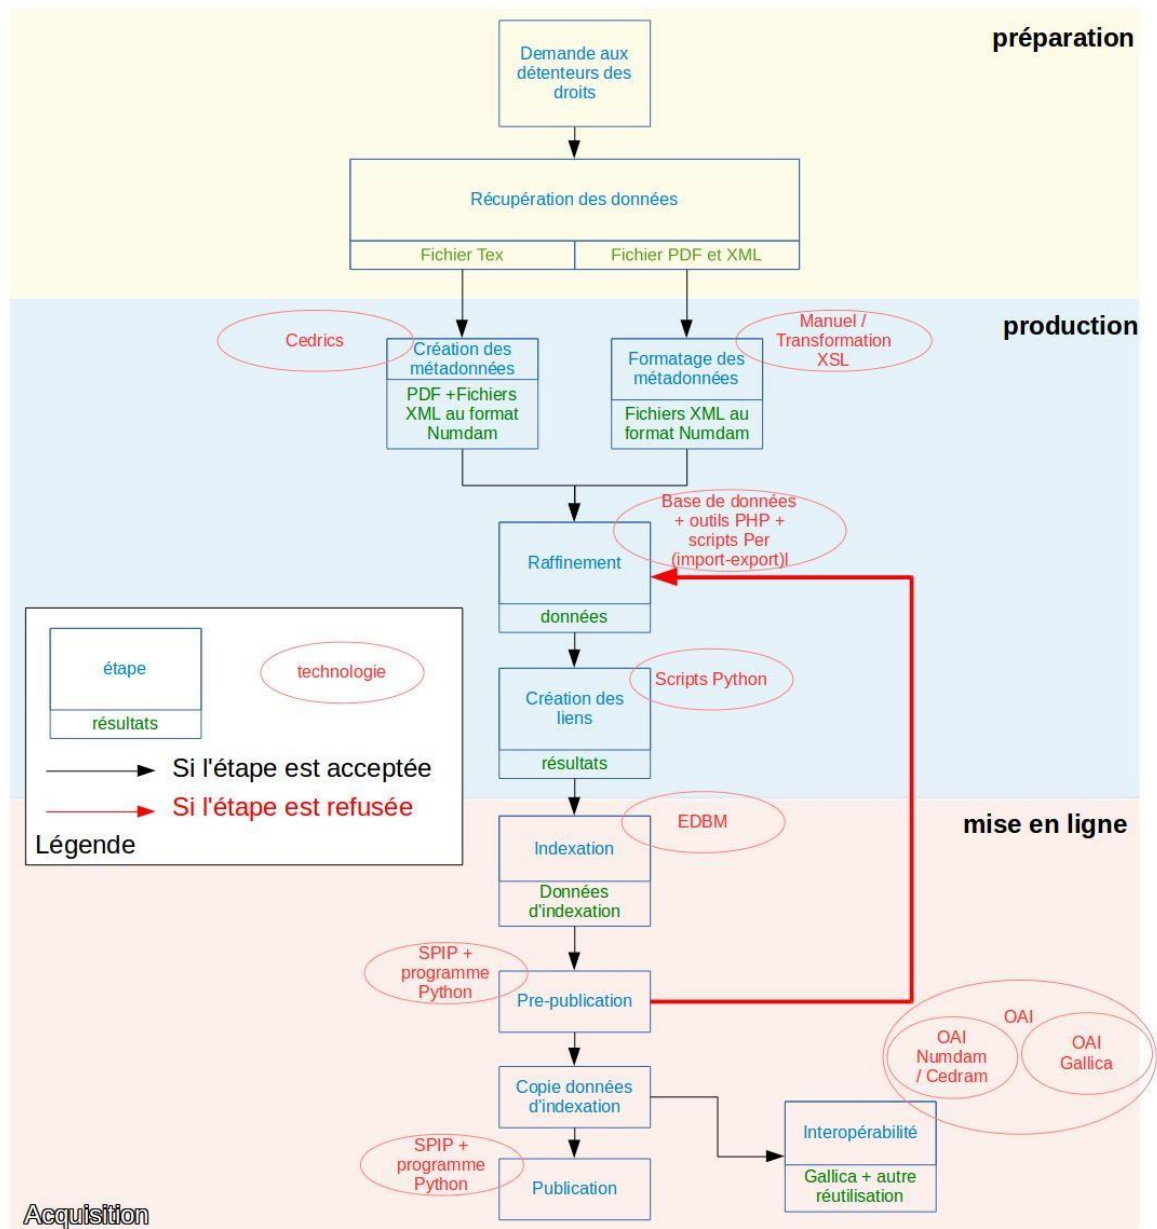 préparation
Demande aux
détenteurs des
droits
Récupération des données
Fichier Tex
Fichier PDF et XML
production
Cedrics
Création des
métadonnées
PDF +Fichiers
XML au format
Numdam
Manuel /
Transformation
XSL
Formatage des
métadonnées
Fichiers XML au
format Numdam
Base de données
+ outils PHP +
scripts Per
(import-export)l
Raffinement
données
Scripts Python
Création des
liens
résultats
étape
résultats
technologie
Si l'étape est acceptée
Si l'étape est refusée
Légende
mise en ligne
EDBM
Indexation
Données
d'indexation
SPIP +
programme
Python
Pre-publication
OAI
OAI
Numdam
/ Cedram
OAI
Gallica
Copie données
d'indexation
Interopérabilité
Gallica + autre
réutilisation
SPIP +
programme
Python
Publication
Acquisition